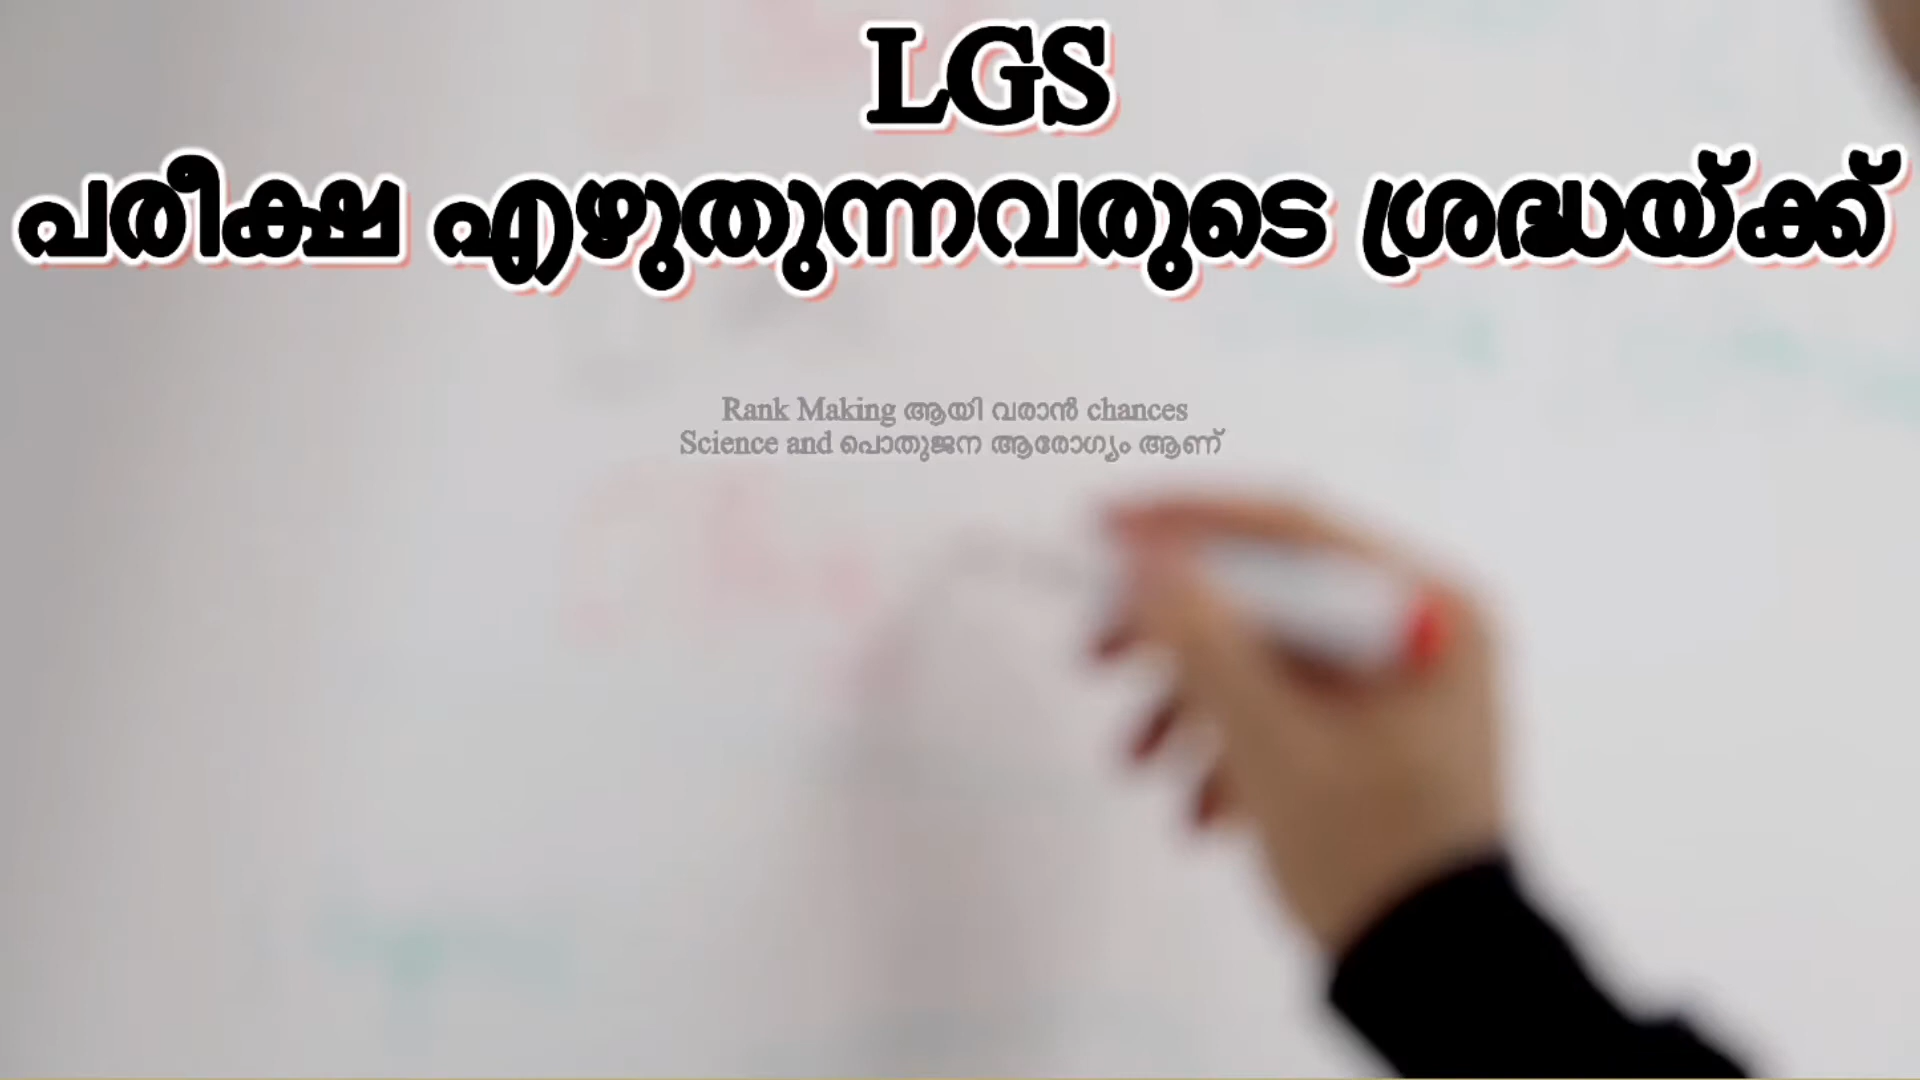 LGS
പരീക്ഷ എഴുതുന്നവരുടെ ശ്രദ്ധയ്ക്ക്
Rank Making ആയി വരാൻ chances
Science and പൊതുജന ആരോഗ്യം ആണ്